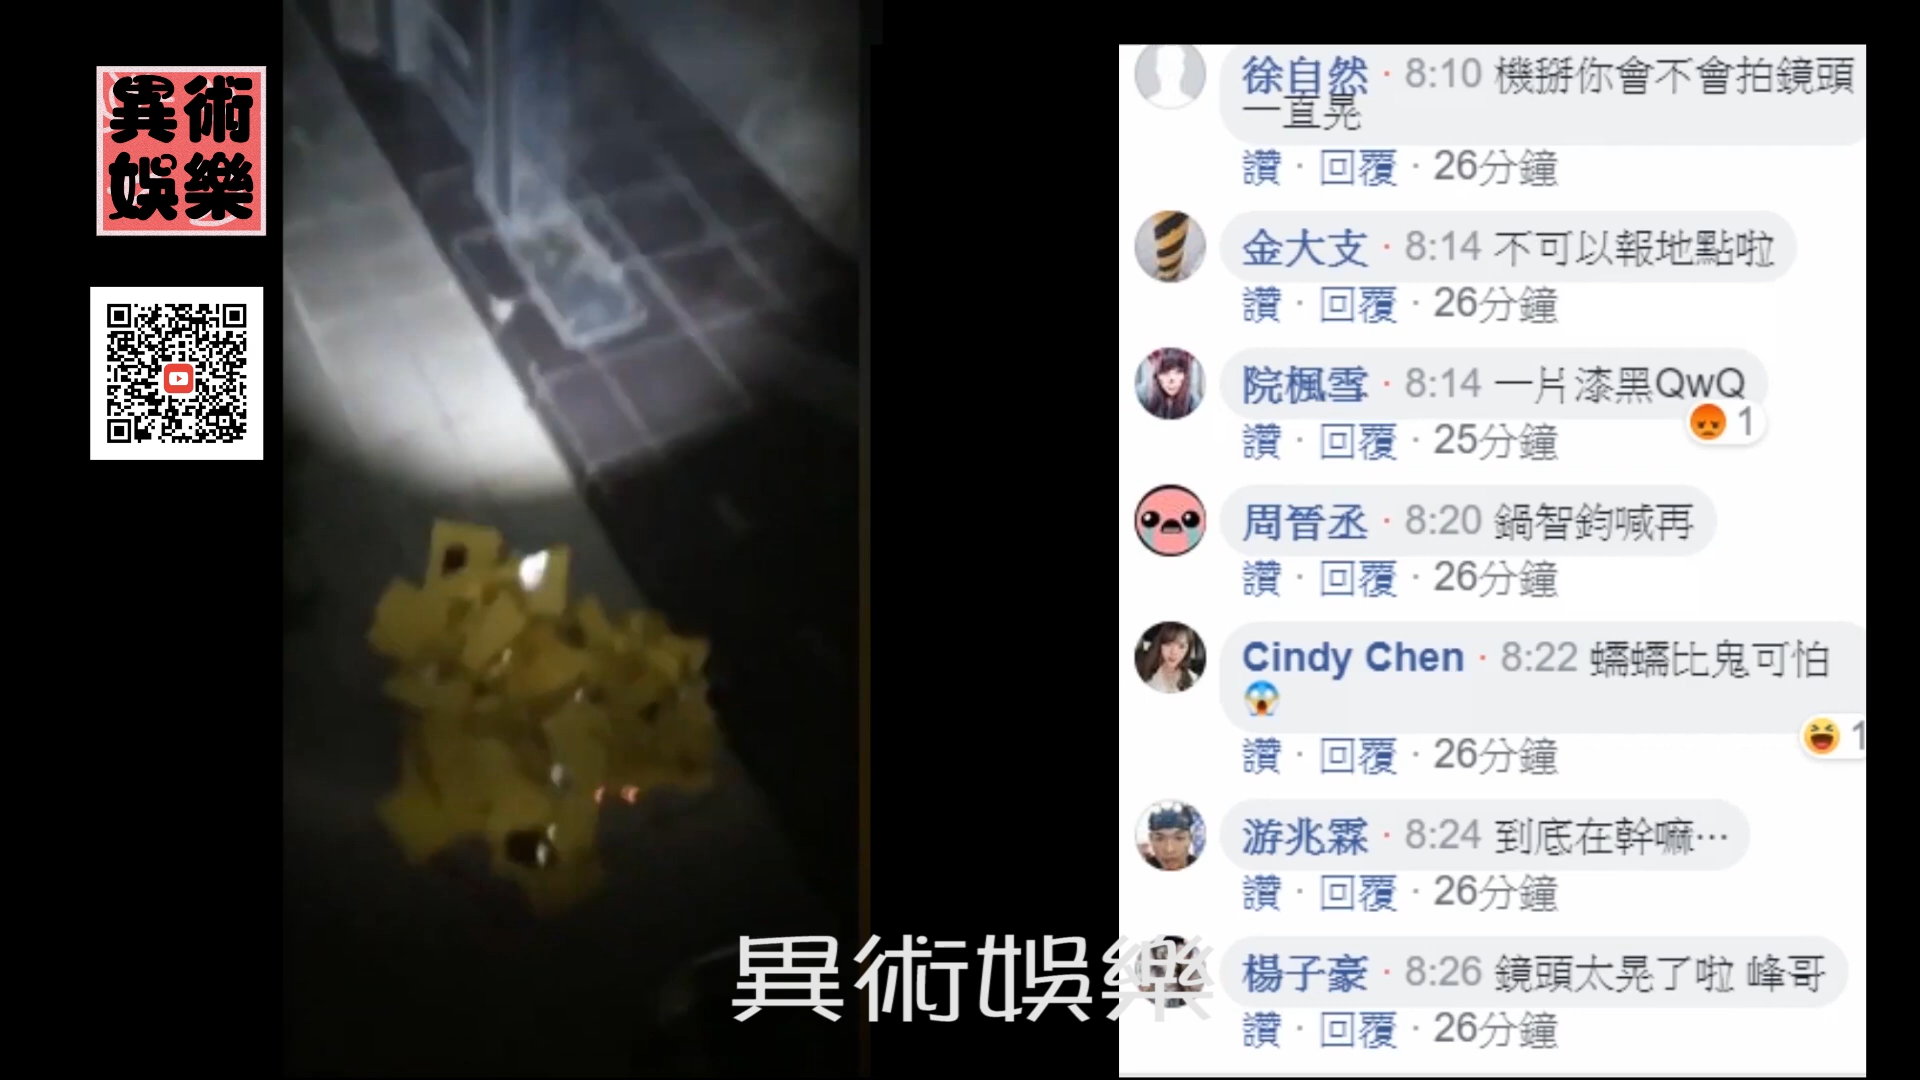 異術
娛樂
徐自然 · 8:10 機掰你會不會拍鏡頭
一直晃
讚 · 回覆 · 26分鐘
金大支 · 8:14 不可以報地點啦
讚 · 回覆 · 26分鐘
院楓雪 · 8:14 一片漆黑QwQ
1
讚 · 回覆 · 25分鐘
周晉丞 · 8:20 鍋智鈞喊再
讚 · 回覆 · 26分鐘
Cindy Chen · 8:22 蠕蠕比鬼可怕
😱
1
讚 · 回覆 · 26分鐘
游兆霖 · 8:24 到底在幹嘛…
讚 · 回覆 · 26分鐘
楊子豪 · 8:26 鏡頭太晃了啦 峰哥
讚 · 回覆 · 26分鐘
異術娛樂